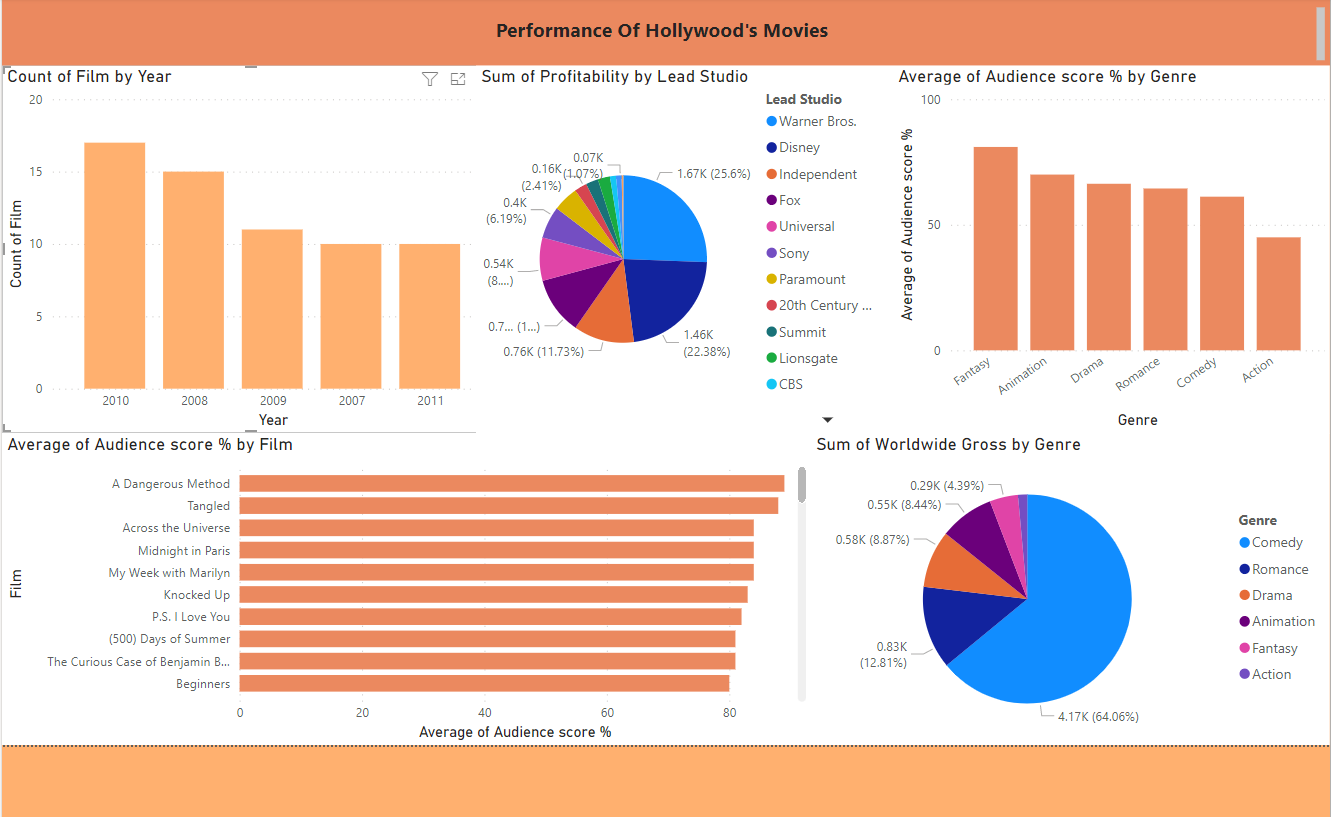 Performance Of Hollywood's Movies
Count of Film by Year
20
15
10
5
0
Count of Film
2010 2008 2009 2007 2011
Year
Sum of Profitability by Lead Studio
0.07K
(1.07%)
0.16K
(2.41%)
0.4K
(6.19%)
0.54K
(8....)
0.7... (1...)
0.76K (11.73%)
1.67K (25.6%)
1.46K
(22.38%)
Lead Studio
Warner Bros.
Disney
Independent
Fox
Universal
Sony
Paramount
20th Century ...
Summit
Lionsgate
CBS
Average of Audience score % by Genre
100
50
0
Average of Audience score %
Fantasy Animation Drama Romance Comedy Action
Genre
Average of Audience score % by Film
Film
A Dangerous Method
Tangled
Across the Universe
Midnight in Paris
My Week with Marilyn
Knocked Up
P.S. I Love You
(500) Days of Summer
The Curious Case of Benjamin B...
Beginners
0 20 40 60 80
Average of Audience score %
Sum of Worldwide Gross by Genre
0.29K (4.39%)
0.55K (8.44%)
0.58K (8.87%)
0.83K
(12.81%)
4.17K (64.06%)
Genre
Comedy
Romance
Drama
Animation
Fantasy
Action